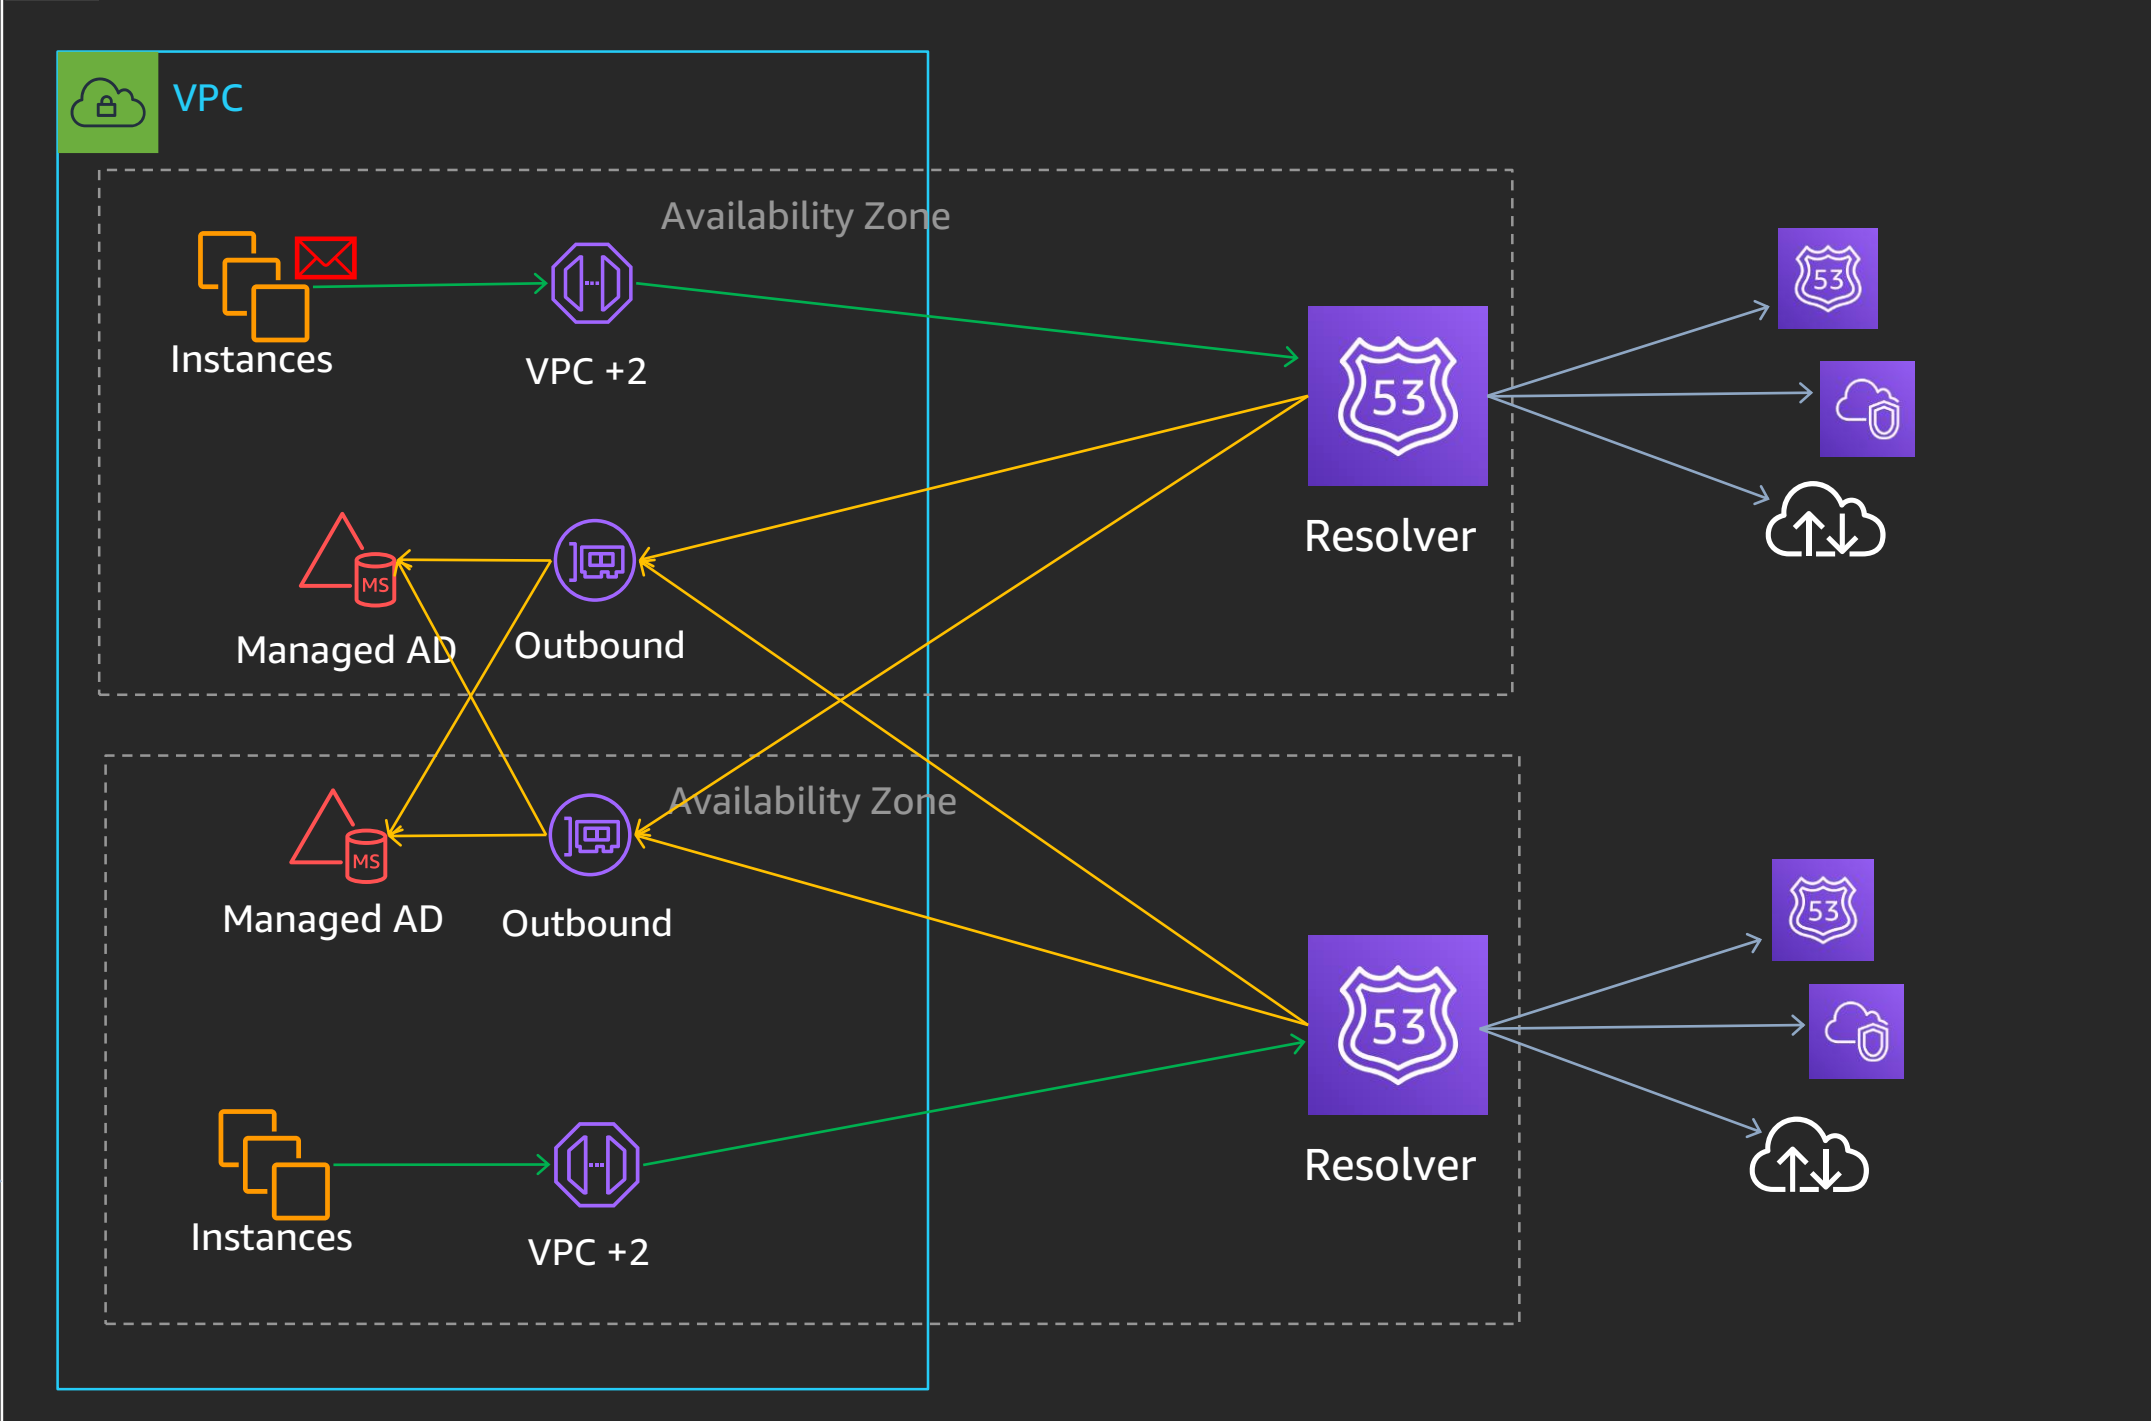 VPC
Availability Zone
Instances
VPC +2
53
53
Resolver
MS
Managed AD
Outbound
Availability Zone
MS
Managed AD
Outbound
53
53
Resolver
Instances
VPC +2